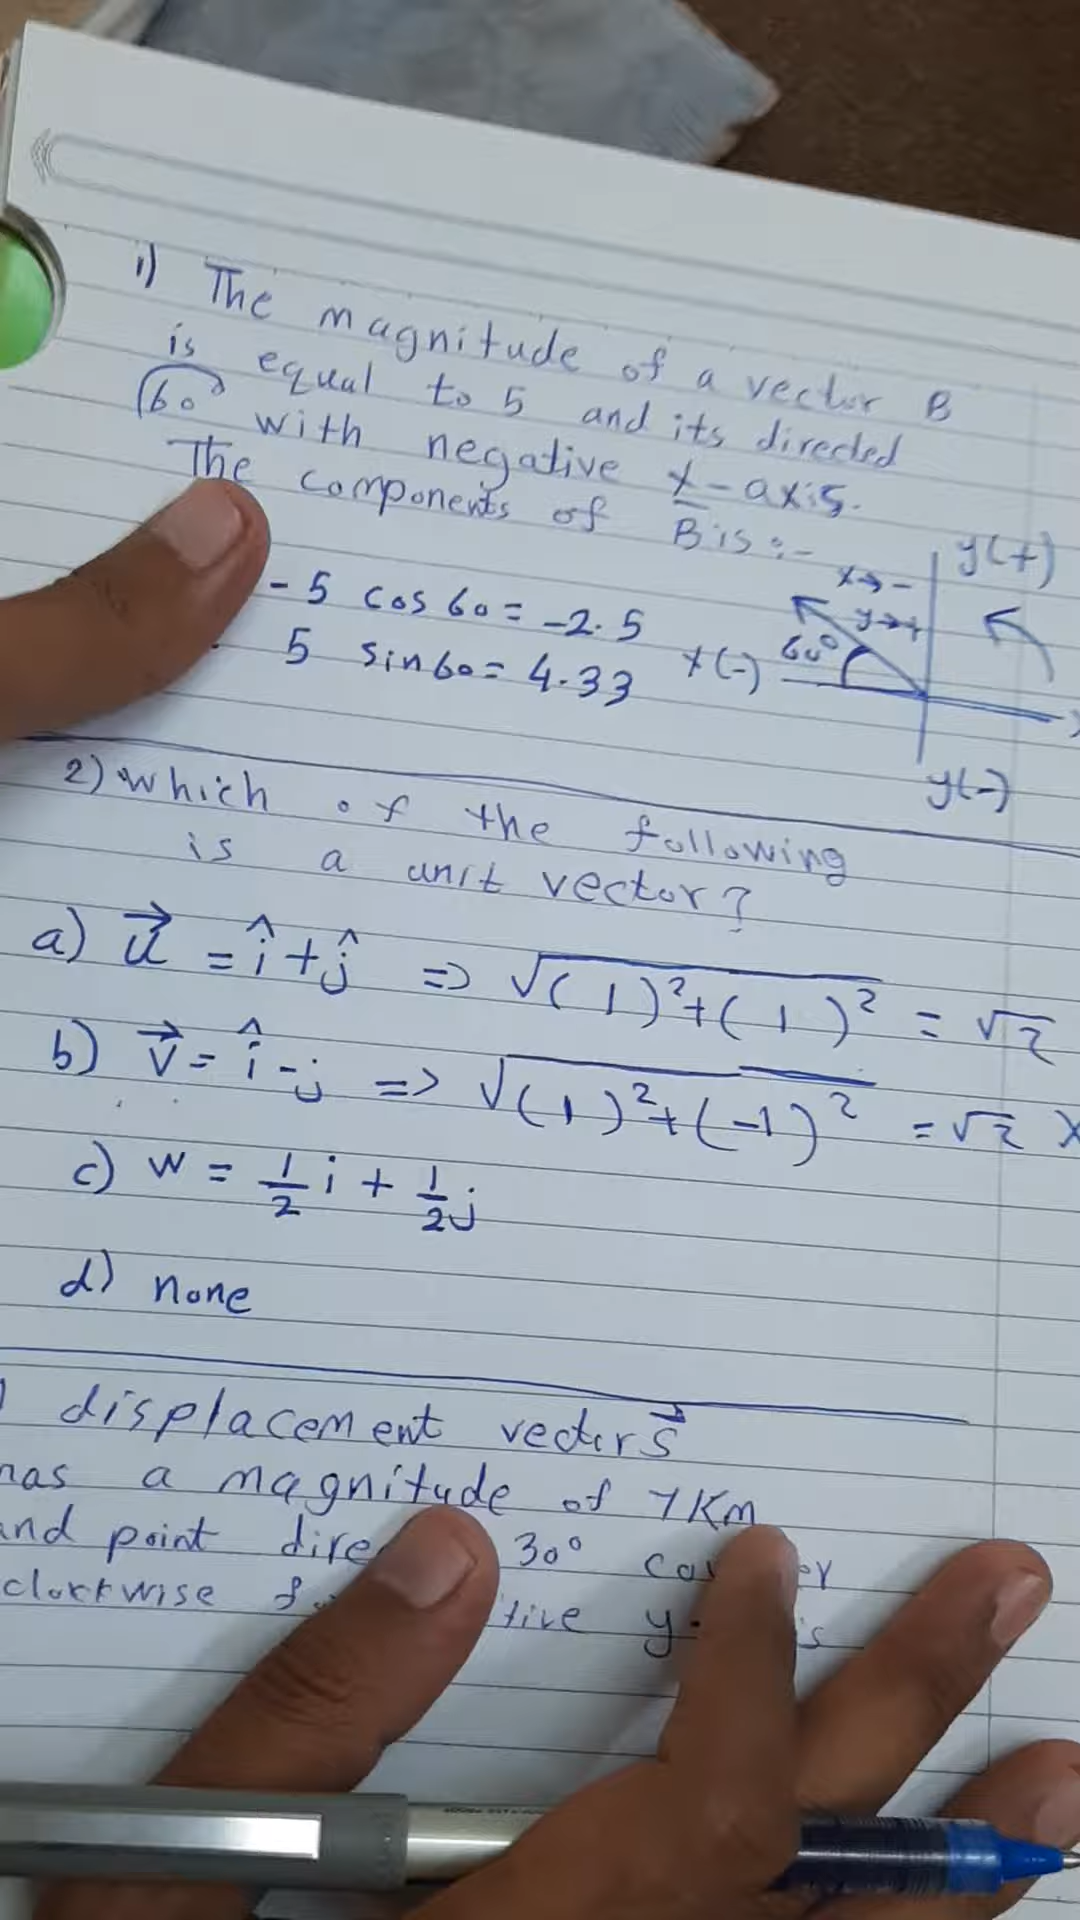 1) The magnitude of a vector B
is equal to 5 and its directed
60° with negative x-axis.
The components of B is:-
- 5 cos 60 = -2.5
5 sin 60 = 4.33
y(+)
x → -
y → +
60°
x(-)
y(-)
2) which of the following
is a unit vector?
a) u⃗ = î + ĵ ⇒ √(1)²+(1)² = √2
b) v⃗ = î - j ⇒ √(1)²+(-1)² = √2 ×
c) w = 1/2 i + 1/2 j
d) none
displacement vector s⃗
has a magnitude of 7 Km
and point 30°
clockwise y